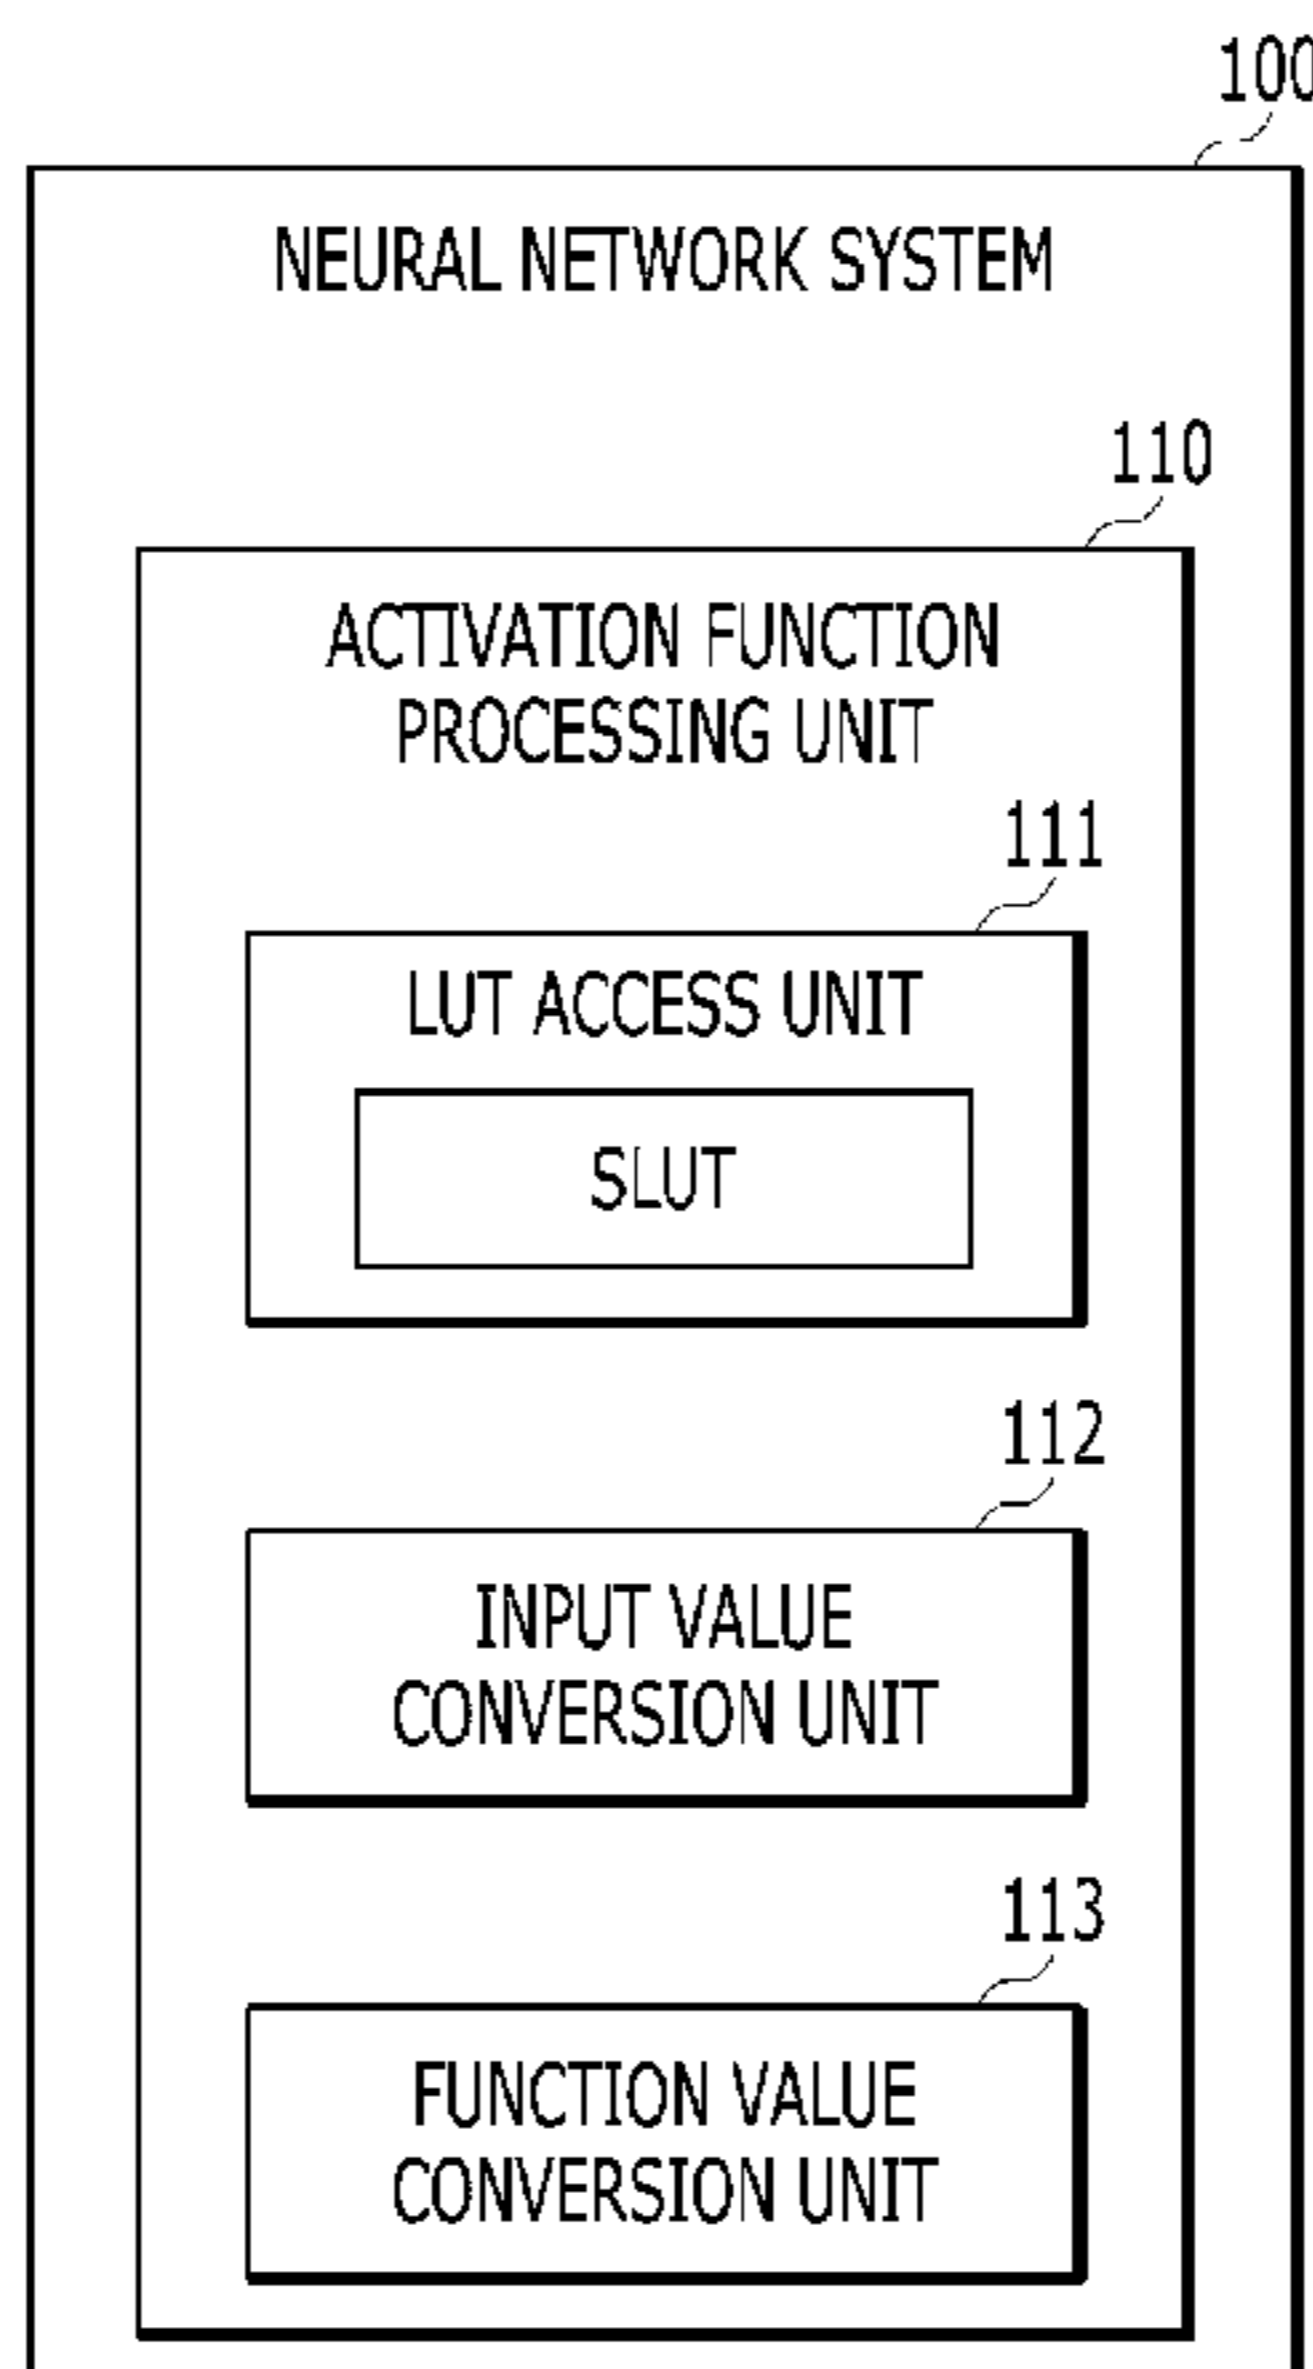 100
NEURAL NETWORK SYSTEM
110
ACTIVATION FUNCTION
PROCESSING UNIT
111
LUT ACCESS UNIT
SLUT
112
INPUT VALUE
CONVERSION UNIT
113
FUNCTION VALUE
CONVERSION UNIT